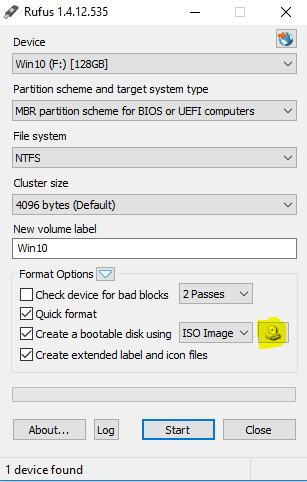 Rufus 1.4.12.535
Device
Win10 (F:) [128GB]
Partition scheme and target system type
MBR partition scheme for BIOS or UEFI computers
File system
NTFS
Cluster size
4096 bytes (Default)
New volume label
Win10
Format Options
Check device for bad blocks 2 Passes
Quick format
Create a bootable disk using ISO Image
Create extended label and icon files
About... Log Start Close
1 device found